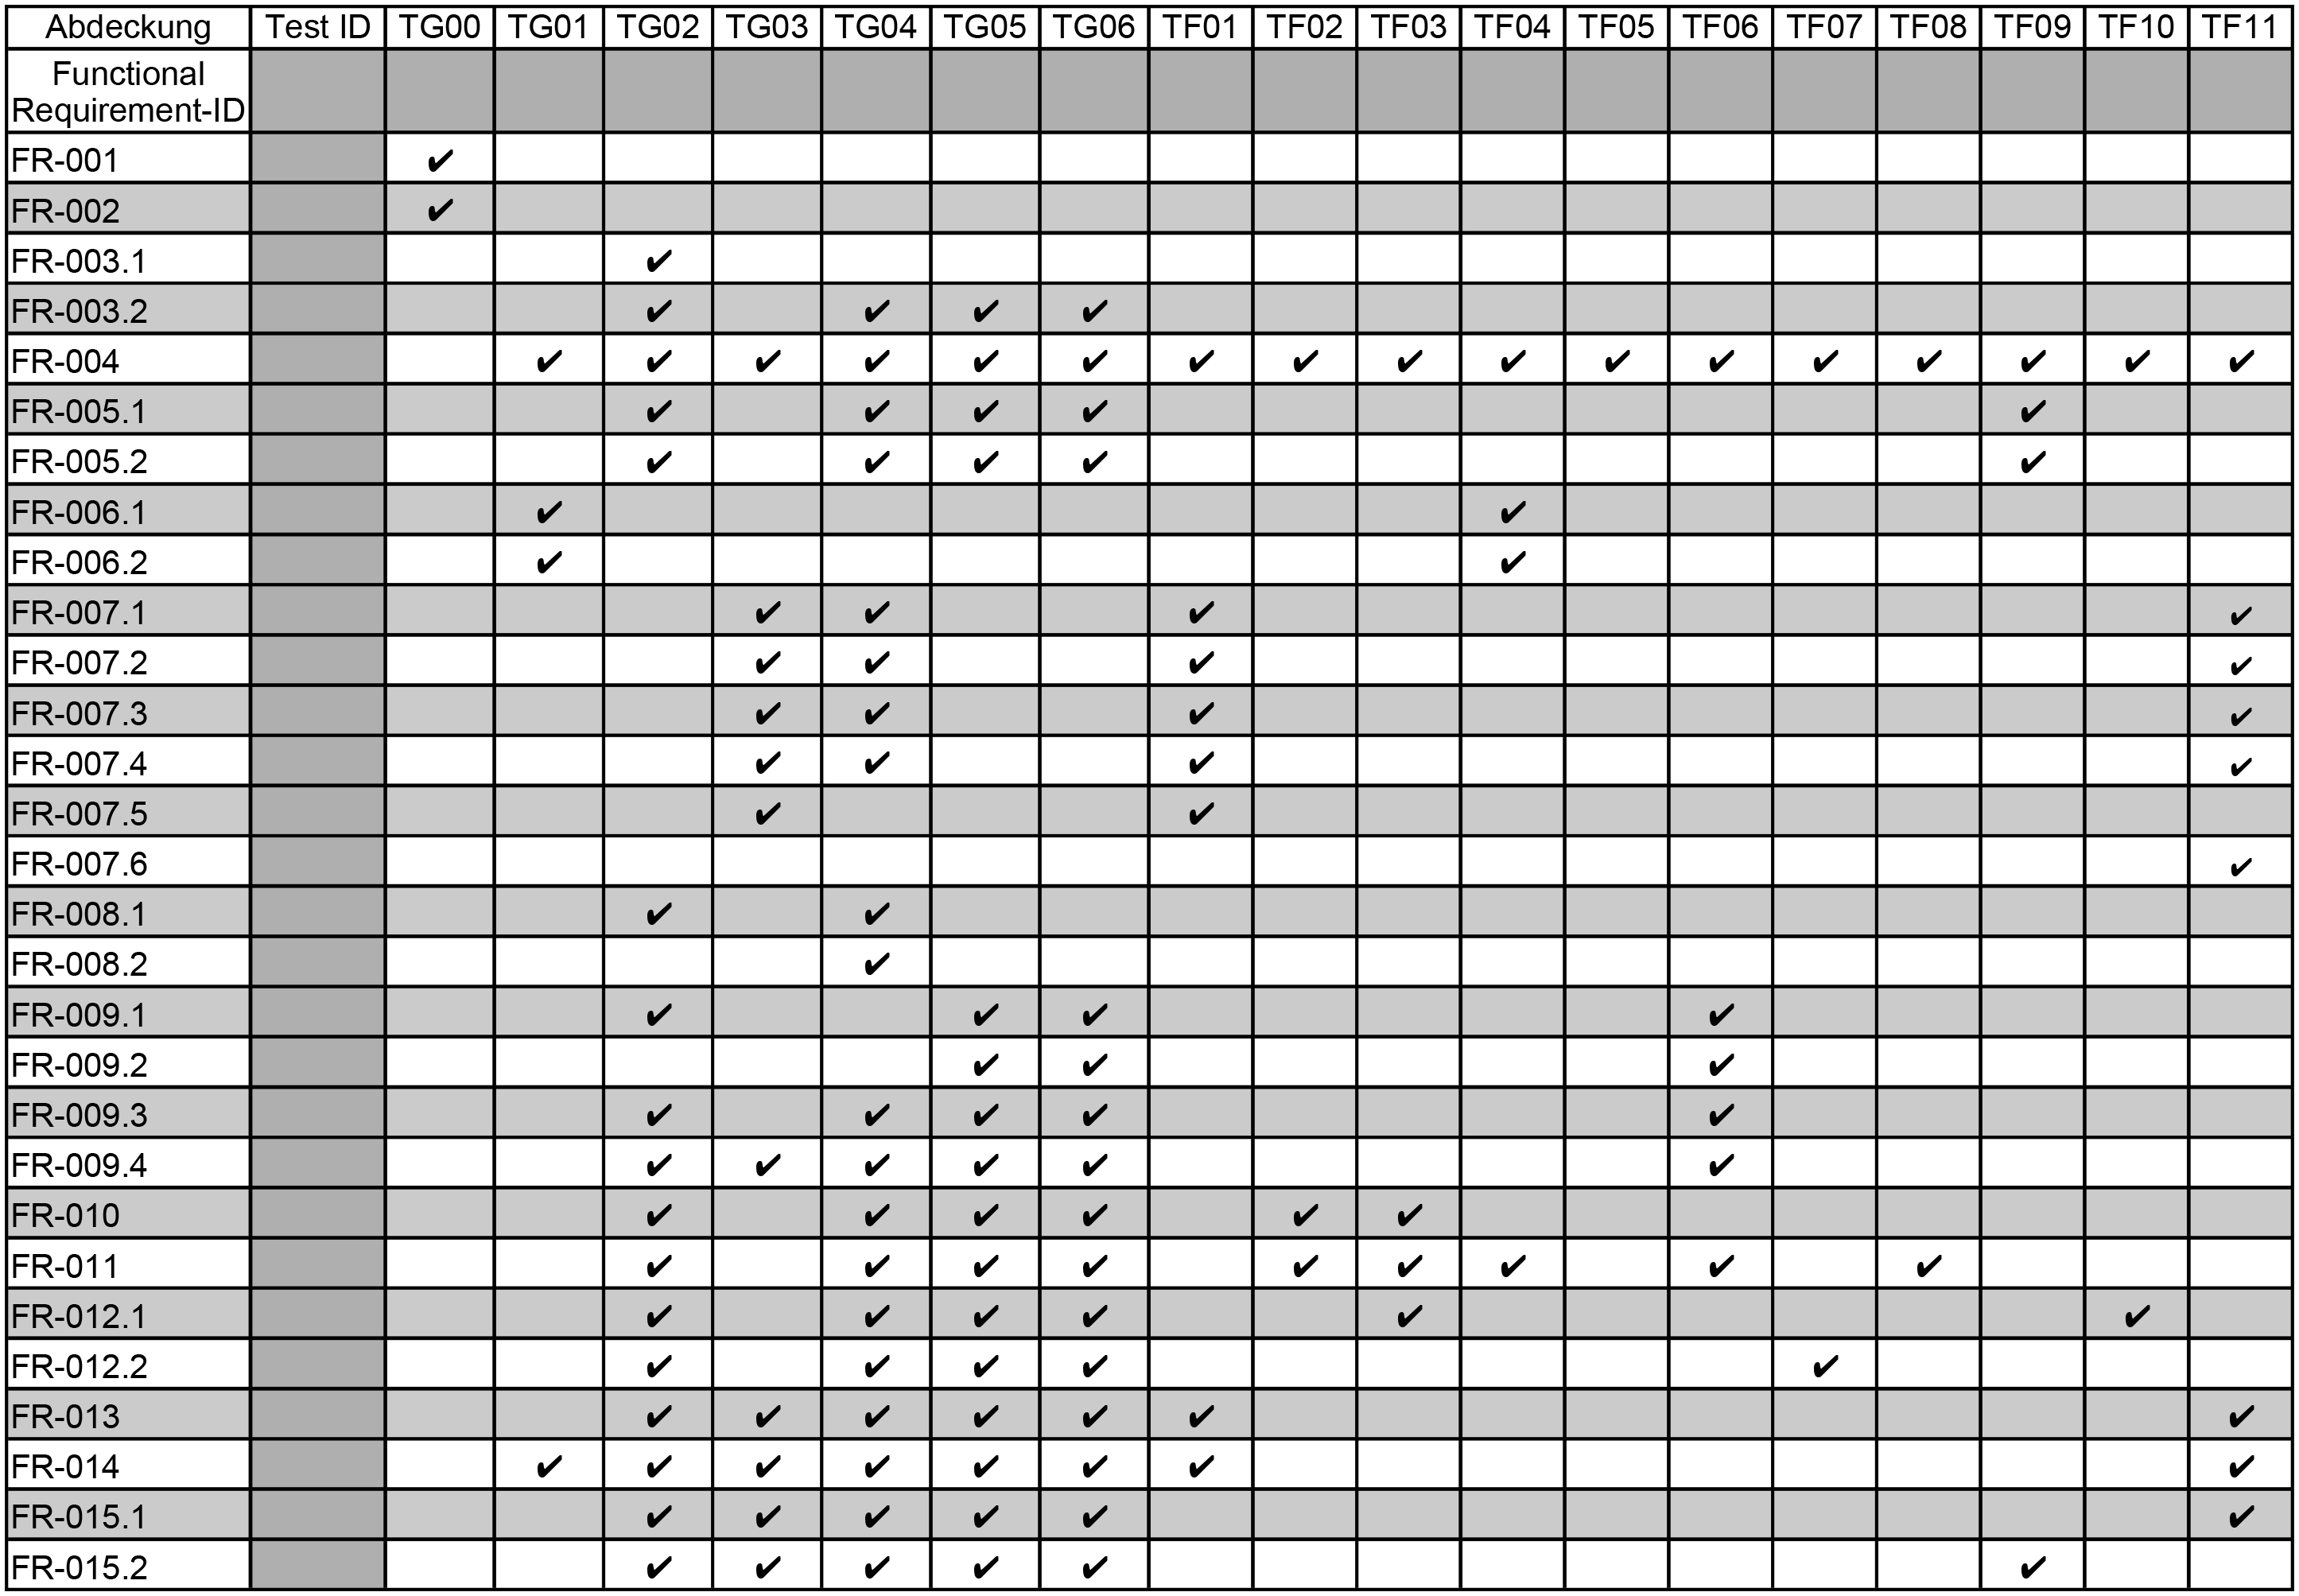 Abdeckung Test ID TG00 TG01 TG02 TG03 TG04 TG05 TG06 TF01 TF02 TF03 TF04 TF05 TF06 TF07 TF08 TF09 TF10 TF11
Functional
Requirement-ID
FR-001 ✔
FR-002 ✔
FR-003.1 ✔
FR-003.2 ✔ ✔ ✔ ✔
FR-004 ✔ ✔ ✔ ✔ ✔ ✔ ✔ ✔ ✔ ✔ ✔ ✔ ✔ ✔ ✔ ✔ ✔
FR-005.1 ✔ ✔ ✔ ✔ ✔
FR-005.2 ✔ ✔ ✔ ✔ ✔
FR-006.1 ✔ ✔
FR-006.2 ✔ ✔
FR-007.1 ✔ ✔ ✔ ✔
FR-007.2 ✔ ✔ ✔ ✔
FR-007.3 ✔ ✔ ✔ ✔
FR-007.4 ✔ ✔ ✔ ✔
FR-007.5 ✔ ✔
FR-007.6 ✔
FR-008.1 ✔ ✔
FR-008.2 ✔
FR-009.1 ✔ ✔ ✔ ✔
FR-009.2 ✔ ✔ ✔
FR-009.3 ✔ ✔ ✔ ✔ ✔
FR-009.4 ✔ ✔ ✔ ✔ ✔ ✔
FR-010 ✔ ✔ ✔ ✔ ✔ ✔
FR-011 ✔ ✔ ✔ ✔ ✔ ✔ ✔ ✔ ✔
FR-012.1 ✔ ✔ ✔ ✔ ✔ ✔
FR-012.2 ✔ ✔ ✔ ✔ ✔
FR-013 ✔ ✔ ✔ ✔ ✔ ✔ ✔
FR-014 ✔ ✔ ✔ ✔ ✔ ✔ ✔ ✔
FR-015.1 ✔ ✔ ✔ ✔ ✔ ✔
FR-015.2 ✔ ✔ ✔ ✔ ✔ ✔